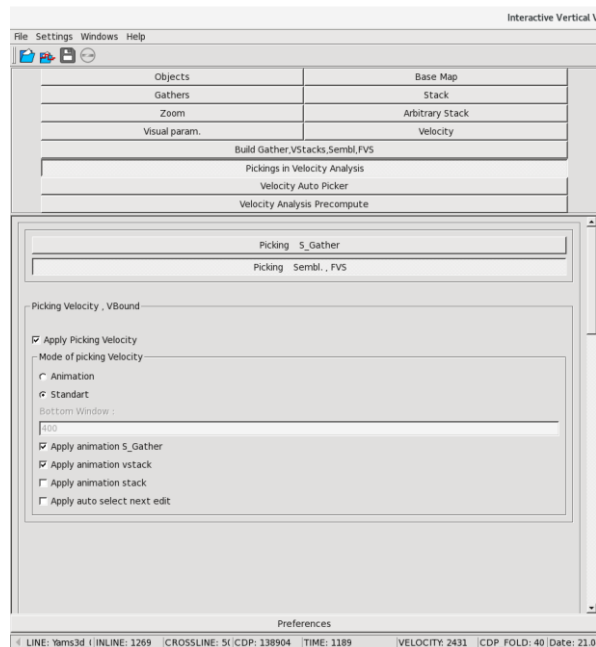 Interactive Vertical V
File Settings Windows Help
Objects Base Map
Gathers Stack
Zoom Arbitrary Stack
Visual param. Velocity
Build Gather,VStacks,Sembl,FVS
Pickings in Velocity Analysis
Velocity Auto Picker
Velocity Analysis Precompute
Picking S_Gather
Picking Sembl. , FVS
Picking Velocity , VBound
Apply Picking Velocity
Mode of picking Velocity
Animation
Standart
Bottom Window :
400
Apply animation S_Gather
Apply animation vstack
Apply animation stack
Apply auto select next edit
Preferences
LINE: Yams3d ( INLINE: 1269 CROSSLINE: 5( CDP: 138904 TIME: 1189 VELOCITY: 2431 CDP FOLD: 40 Date: 21.0